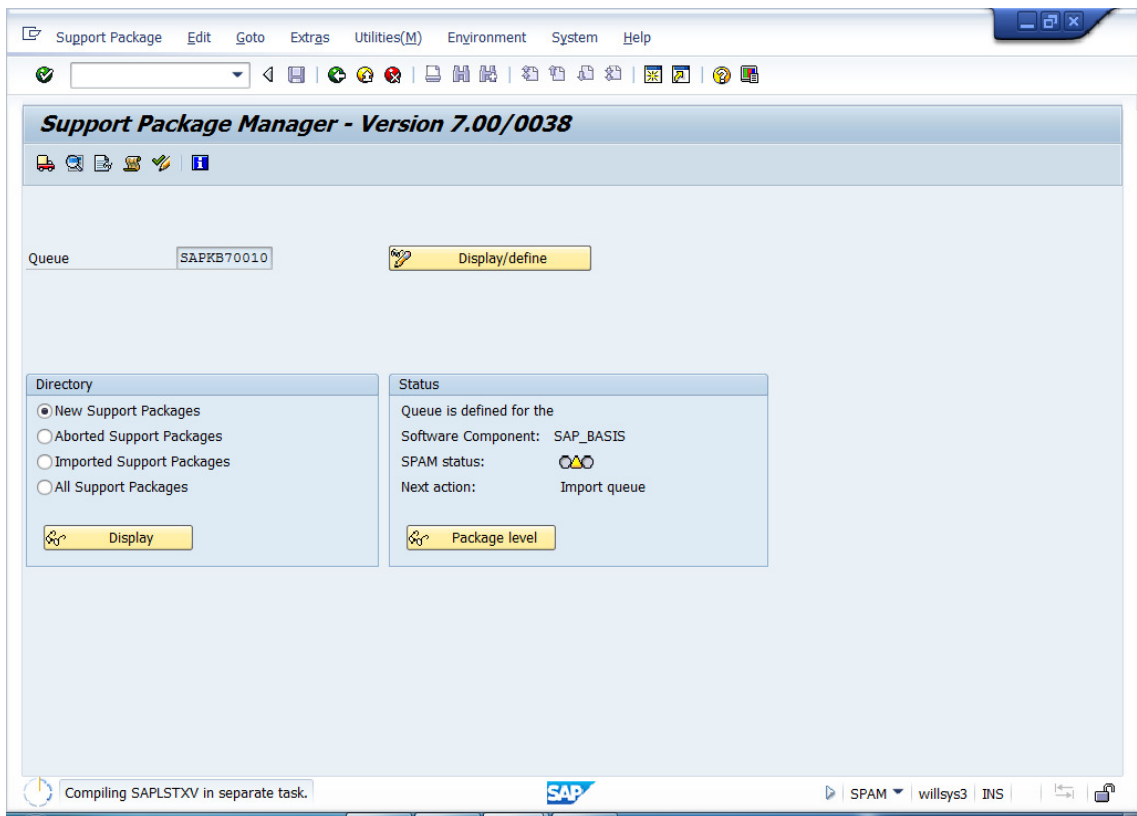 Support Package Edit Goto Extras Utilities(M) Environment System Help
Support Package Manager - Version 7.00/0038
Queue SAPKB70010 Display/define
Directory
New Support Packages
Aborted Support Packages
Imported Support Packages
All Support Packages
Display
Status
Queue is defined for the
Software Component: SAP_BASIS
SPAM status:
Next action: Import queue
Package level
Compiling SAPLSTXV in separate task. SAP SPAM willsys3 INS